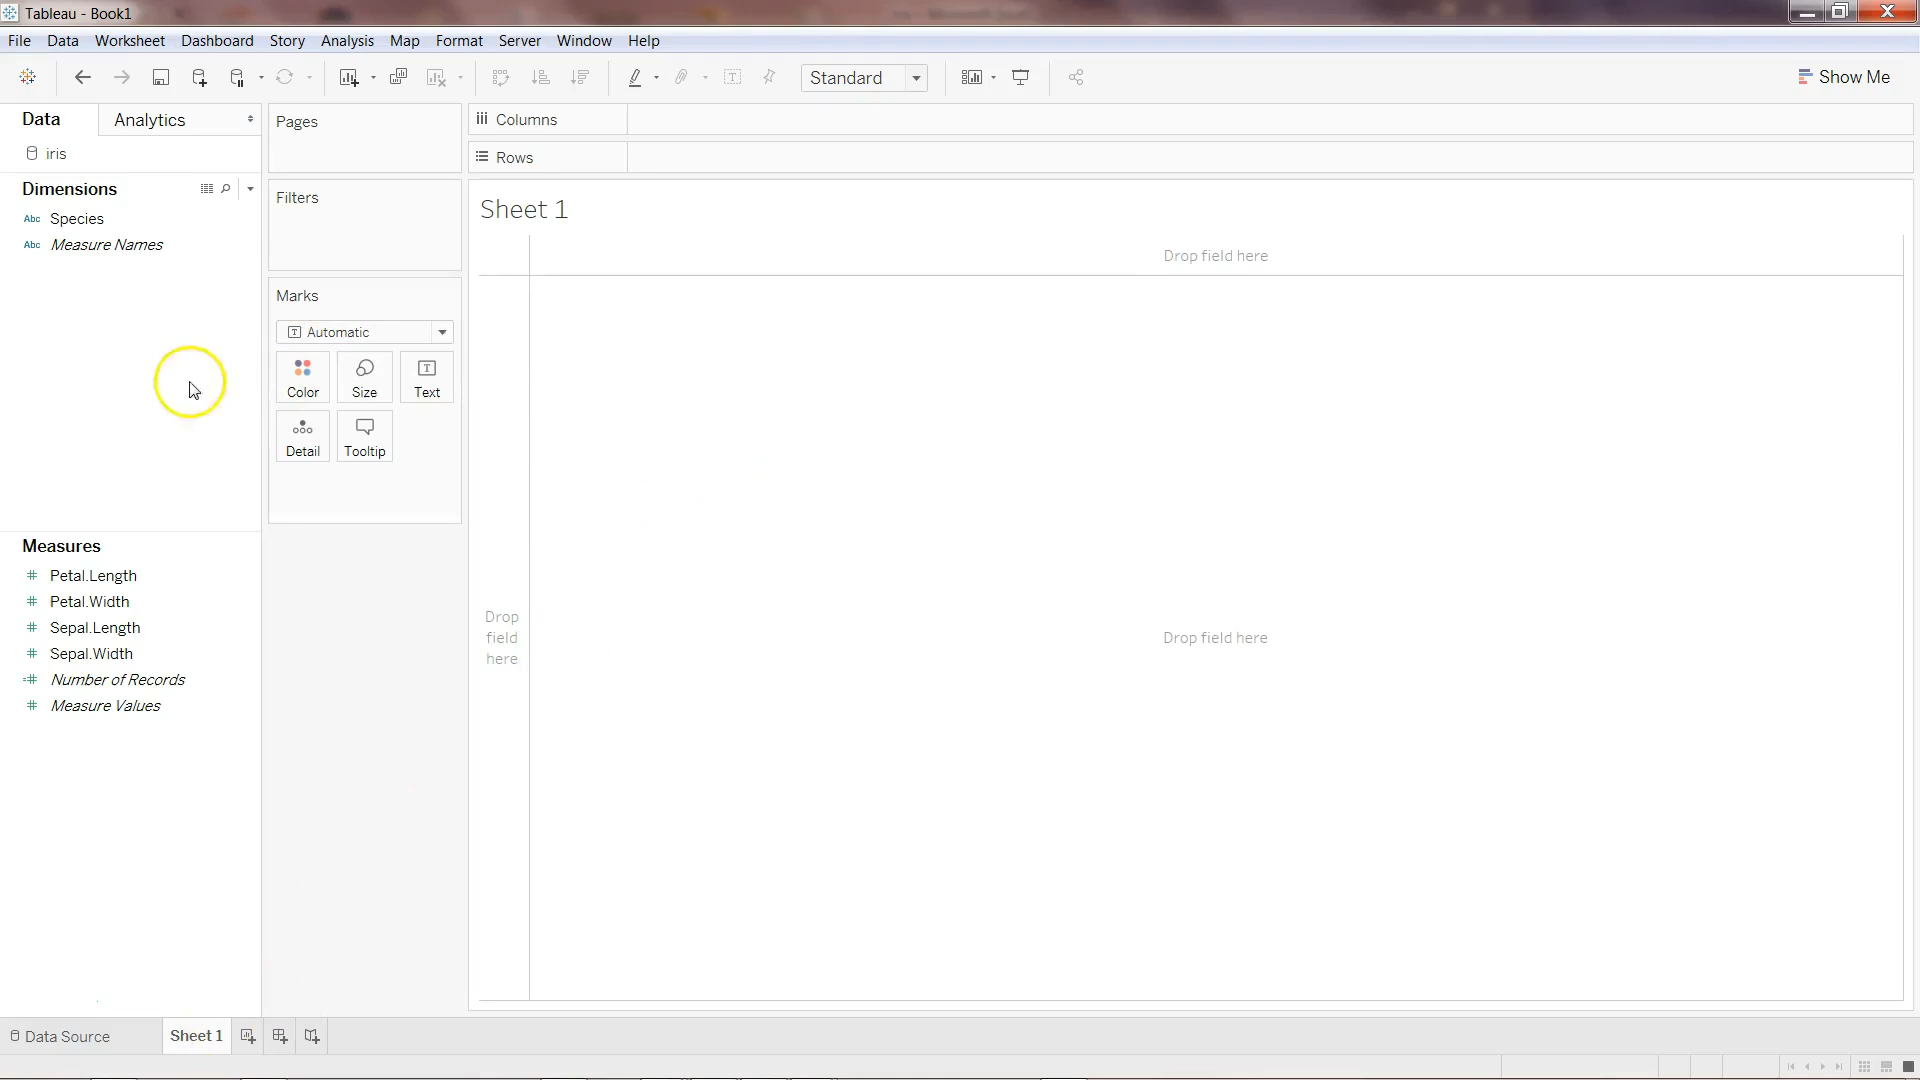 Tableau - Book1
File Data Worksheet Dashboard Story Analysis Map Format Server Window Help
Standard
Show Me
Data
Analytics
iris
Dimensions
Abc Species
Abc Measure Names
Measures
Petal.Length
Petal.Width
Sepal.Length
Sepal.Width
Number of Records
Measure Values
Pages
Filters
Marks
Automatic
Color
Size
Text
Detail
Tooltip
Columns
Rows
Sheet 1
Drop field here
Drop
field
here
Drop field here
Data Source
Sheet 1